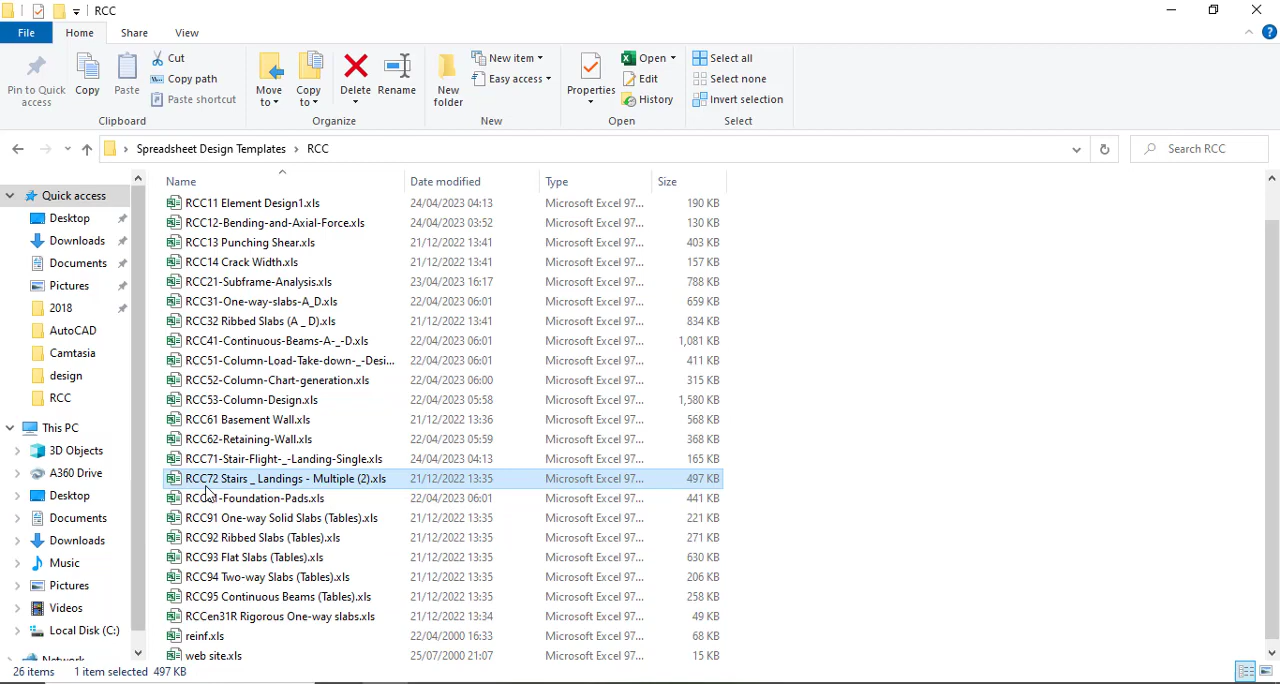 RCC
File Home Share View
Pin to Quick access
Copy
Paste
Cut
Copy path
Paste shortcut
Clipboard
Move to
Copy to
Delete
Rename
Organize
New folder
New item
Easy access
New
Properties
Open
Edit
History
Open
Select all
Select none
Invert selection
Select
Spreadsheet Design Templates › RCC
Search RCC
Quick access
Desktop
Downloads
Documents
Pictures
2018
AutoCAD
Camtasia
design
RCC
This PC
3D Objects
A360 Drive
Desktop
Documents
Downloads
Music
Pictures
Videos
Local Disk (C:)
Name Date modified Type Size
RCC11 Element Design1.xls 24/04/2023 04:13 Microsoft Excel 97... 190 KB
RCC12-Bending-and-Axial-Force.xls 24/04/2023 03:52 Microsoft Excel 97... 130 KB
RCC13 Punching Shear.xls 21/12/2022 13:41 Microsoft Excel 97... 403 KB
RCC14 Crack Width.xls 21/12/2022 13:41 Microsoft Excel 97... 157 KB
RCC21-Subframe-Analysis.xls 23/04/2023 16:17 Microsoft Excel 97... 788 KB
RCC31-One-way-slabs-A_D.xls 22/04/2023 06:01 Microsoft Excel 97... 659 KB
RCC32 Ribbed Slabs (A _ D).xls 21/12/2022 13:41 Microsoft Excel 97... 834 KB
RCC41-Continuous-Beams-A-_-D.xls 22/04/2023 06:01 Microsoft Excel 97... 1,081 KB
RCC51-Column-Load-Take-down-_-Desi... 22/04/2023 06:01 Microsoft Excel 97... 411 KB
RCC52-Column-Chart-generation.xls 22/04/2023 06:00 Microsoft Excel 97... 315 KB
RCC53-Column-Design.xls 22/04/2023 05:58 Microsoft Excel 97... 1,580 KB
RCC61 Basement Wall.xls 21/12/2022 13:36 Microsoft Excel 97... 568 KB
RCC62-Retaining-Wall.xls 22/04/2023 05:59 Microsoft Excel 97... 368 KB
RCC71-Stair-Flight-_-Landing-Single.xls 24/04/2023 04:13 Microsoft Excel 97... 165 KB
RCC72 Stairs _ Landings - Multiple (2).xls 21/12/2022 13:35 Microsoft Excel 97... 497 KB
22/04/2023 06:01 Microsoft Excel 97... 441 KB
RCC91 One-way Solid Slabs (Tables).xls 21/12/2022 13:35 Microsoft Excel 97... 221 KB
RCC92 Ribbed Slabs (Tables).xls 21/12/2022 13:35 Microsoft Excel 97... 271 KB
RCC93 Flat Slabs (Tables).xls 21/12/2022 13:35 Microsoft Excel 97... 630 KB
RCC94 Two-way Slabs (Tables).xls 21/12/2022 13:35 Microsoft Excel 97... 206 KB
RCC95 Continuous Beams (Tables).xls 21/12/2022 13:35 Microsoft Excel 97... 258 KB
RCCen31R Rigorous One-way slabs.xls 21/12/2022 13:34 Microsoft Excel 97... 49 KB
reinf.xls 22/04/2000 16:33 Microsoft Excel 97... 68 KB
web site.xls 25/07/2000 21:07 Microsoft Excel 97... 15 KB
26 items 1 item selected 497 KB